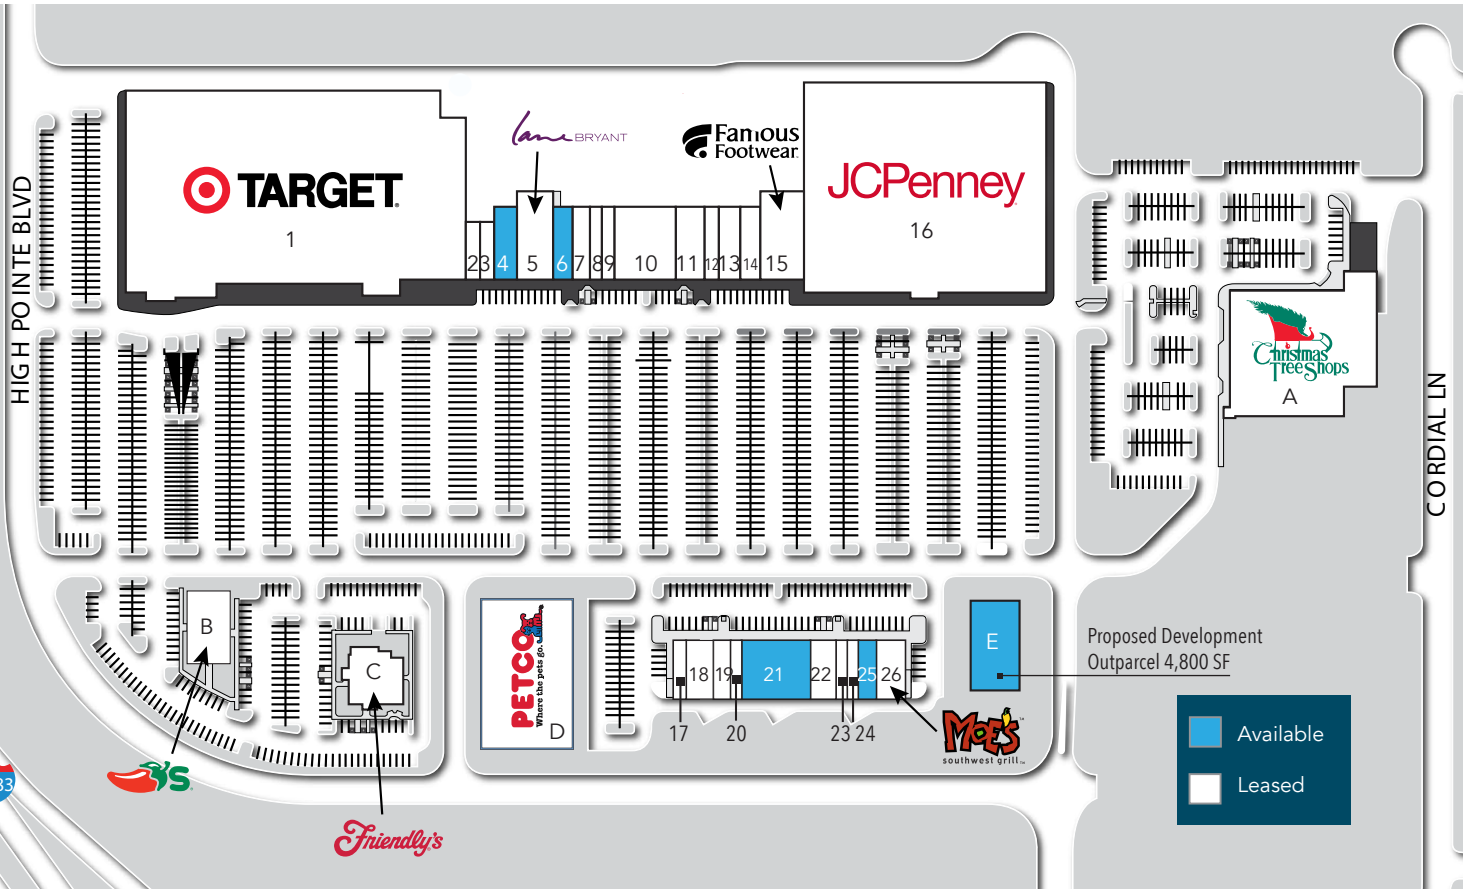 HIGH POINTE BLVD
TARGET
1
lane BRYANT
Famous
Footwear
JCPenney
16
2
3
4
5
6
7
8
9
10
11
12
13
14
15
Christmas
Tree Shops
A
CORDIAL LN
B
C
PETCO
Where the pets go.
D
18
19
21
22
25
26
17
20
23
24
E
Proposed Development
Outparcel 4,800 SF
MOE'S
southwest grill
'S
Friendly's
83
Available
Leased